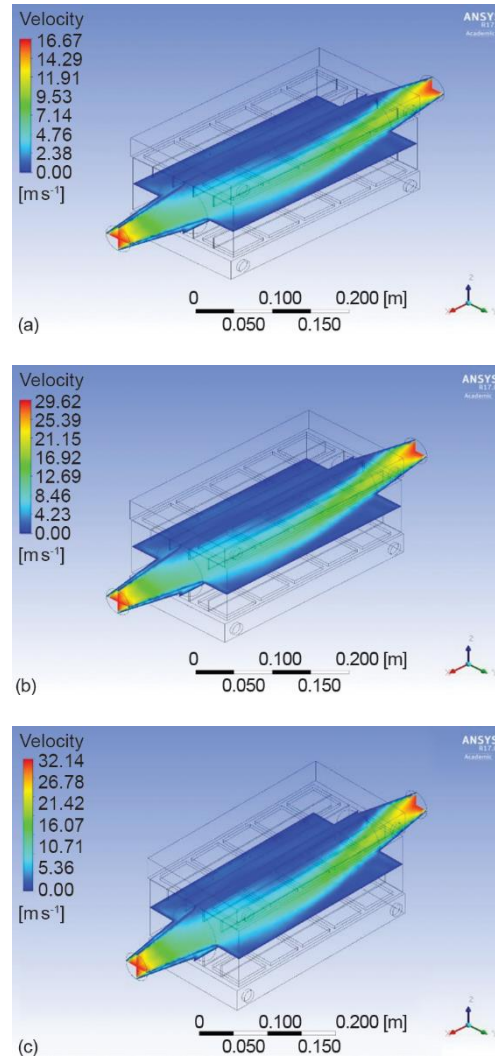 Velocity
16.67
14.29
11.91
9.53
7.14
4.76
2.38
0.00
[m s-1]
ANSYS
Academic
0 0.100 0.200 [m]
0.050 0.150
Z
X
(a)
Velocity
29.62
25.39
21.15
16.92
12.69
8.46
4.23
0.00
[m s-1]
ANSYS
Academic
0 0.100 0.200 [m]
0.050 0.150
Z
X
(b)
Velocity
32.14
26.78
21.42
16.07
10.71
5.36
0.00
[m s-1]
ANSYS
Academic
0 0.100 0.200 [m]
0.050 0.150
Z
X
(c)